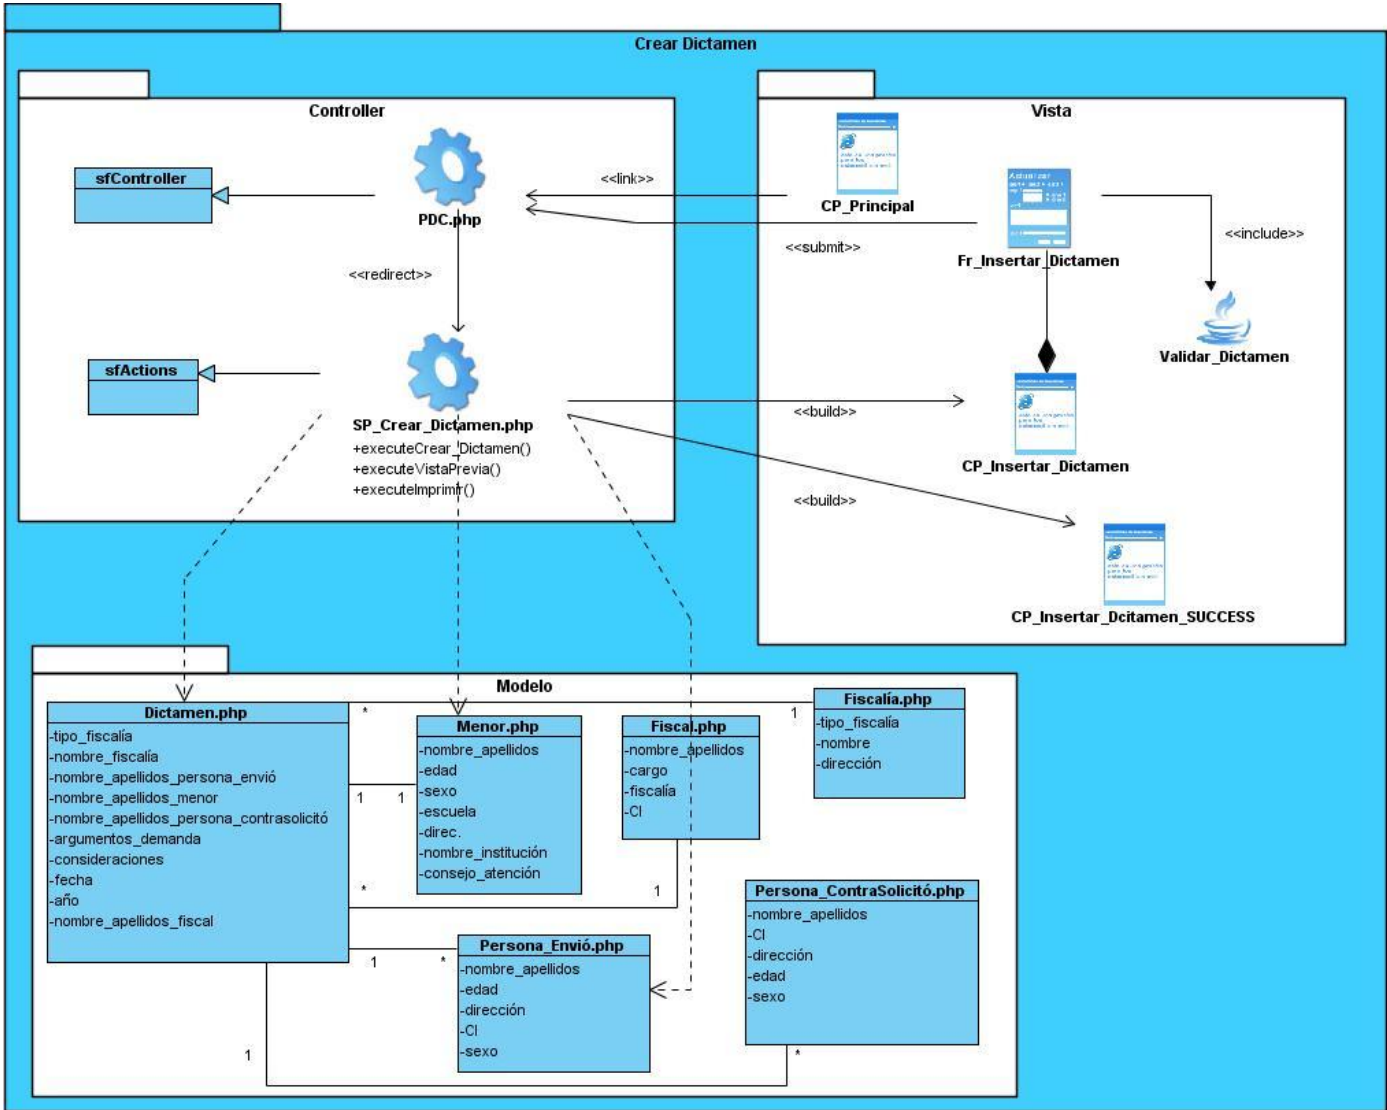 Crear Dictamen
Controller
sfController
PDC.php
<<redirect>>
sfActions
SP_Crear_Dictamen.php
+executeCrear_Dictamen()
+executeVistaPrevia()
+executeImprimir()
<<link>>
<<submit>>
<<build>>
<<build>>
Vista
CP_Principal
Actualizar
Fr_Insertar_Dictamen
<<include>>
Validar_Dictamen
CP_Insertar_Dictamen
CP_Insertar_Dcitamen_SUCCESS
Modelo
Dictamen.php
-tipo_fiscalía
-nombre_fiscalía
-nombre_apellidos_persona_envió
-nombre_apellidos_menor
-nombre_apellidos_persona_contrasolicitó
-argumentos_demanda
-consideraciones
-fecha
-año
-nombre_apellidos_fiscal
* 1
1 1
* 1
1 *
1 *
Menor.php
-nombre_apellidos
-edad
-sexo
-escuela
-direc.
-nombre_institución
-consejo_atención
Fiscal.php
-nombre_apellidos
-cargo
-fiscalía
-CI
Fiscalía.php
-tipo_fiscalía
-nombre
-dirección
Persona_Envió.php
-nombre_apellidos
-edad
-dirección
-CI
-sexo
Persona_ContraSolicitó.php
-nombre_apellidos
-CI
-dirección
-edad
-sexo